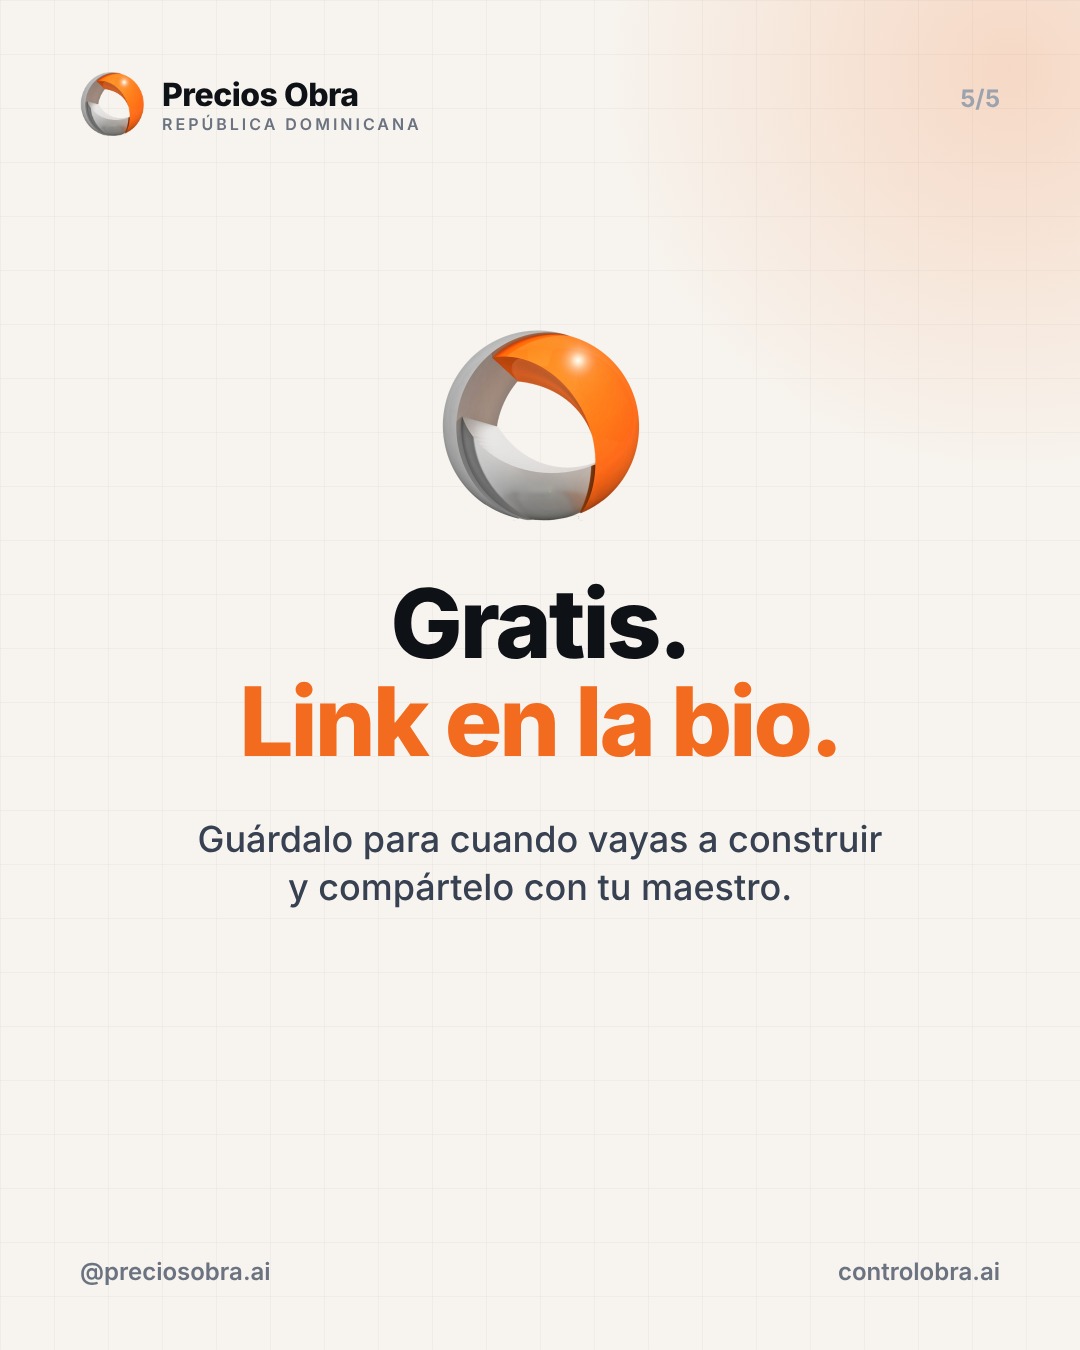 Precios Obra
REPÚBLICA DOMINICANA
5/5
Gratis.
Link en la bio.
Guárdalo para cuando vayas a construir
y compártelo con tu maestro.
@preciosobra.ai
controlobra.ai